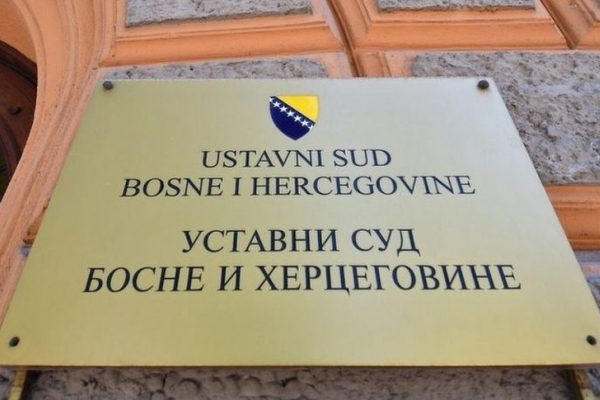 USTAVNI SUD
BOSNE I HERCEGOVINE
УСТАВНИ СУД
БОСНЕ И ХЕРЦЕГОВИНЕ